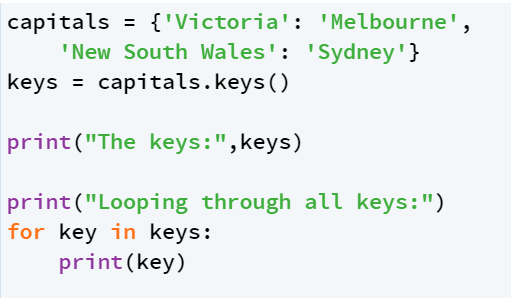 capitals = {'Victoria': 'Melbourne',
    'New South Wales': 'Sydney'}
keys = capitals.keys()

print("The keys:",keys)

print("Looping through all keys:")
for key in keys:
    print(key)